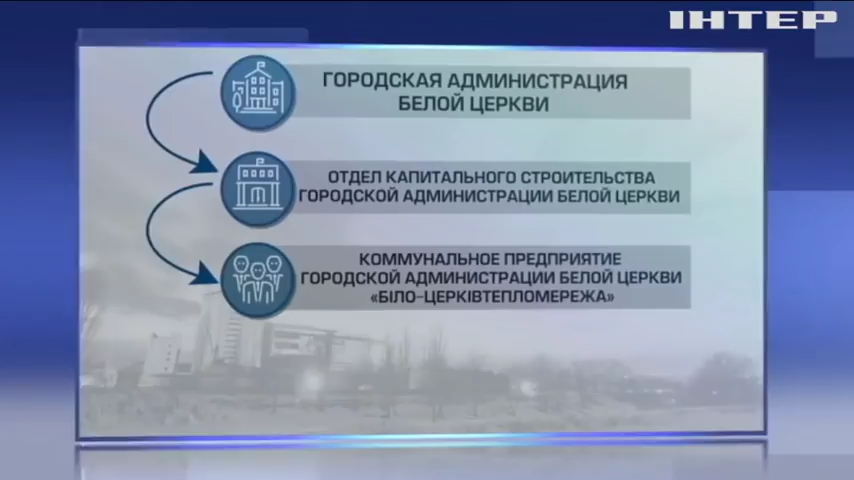 ІНТЕР
ГОРОДСКАЯ АДМИНИСТРАЦИЯ
БЕЛОЙ ЦЕРКВИ
ОТДЕЛ КАПИТАЛЬНОГО СТРОИТЕЛЬСТВА
ГОРОДСКОЙ АДМИНИСТРАЦИИ БЕЛОЙ ЦЕРКВИ
КОММУНАЛЬНОЕ ПРЕДПРИЯТИЕ
ГОРОДСКОЙ АДМИНИСТРАЦИИ БЕЛОЙ ЦЕРКВИ
«БІЛО-ЦЕРКІВТЕПЛОМЕРЕЖА»